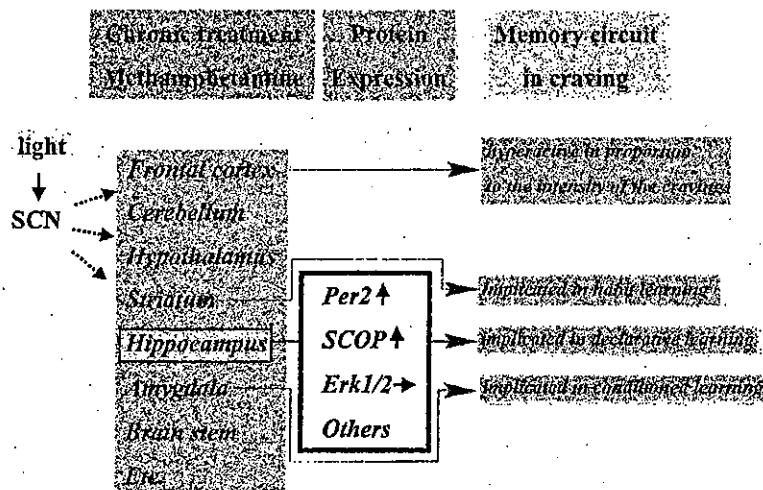 Chronic treatment
Methamphetamine
Protein
Expression
Memory circuit
in craving
light
SCN
Frontal cortex
Cerebellum
Hypothalamus
Striatum
Hippocampus
Amygdala
Brain stem
Etc.
Per2
SCOP
Erk1/2
Others
hyperactive in proportion
to the intensity of the cravings
Implicated in habit learning
implicated in declarative learning
Implicated in conditioned learning